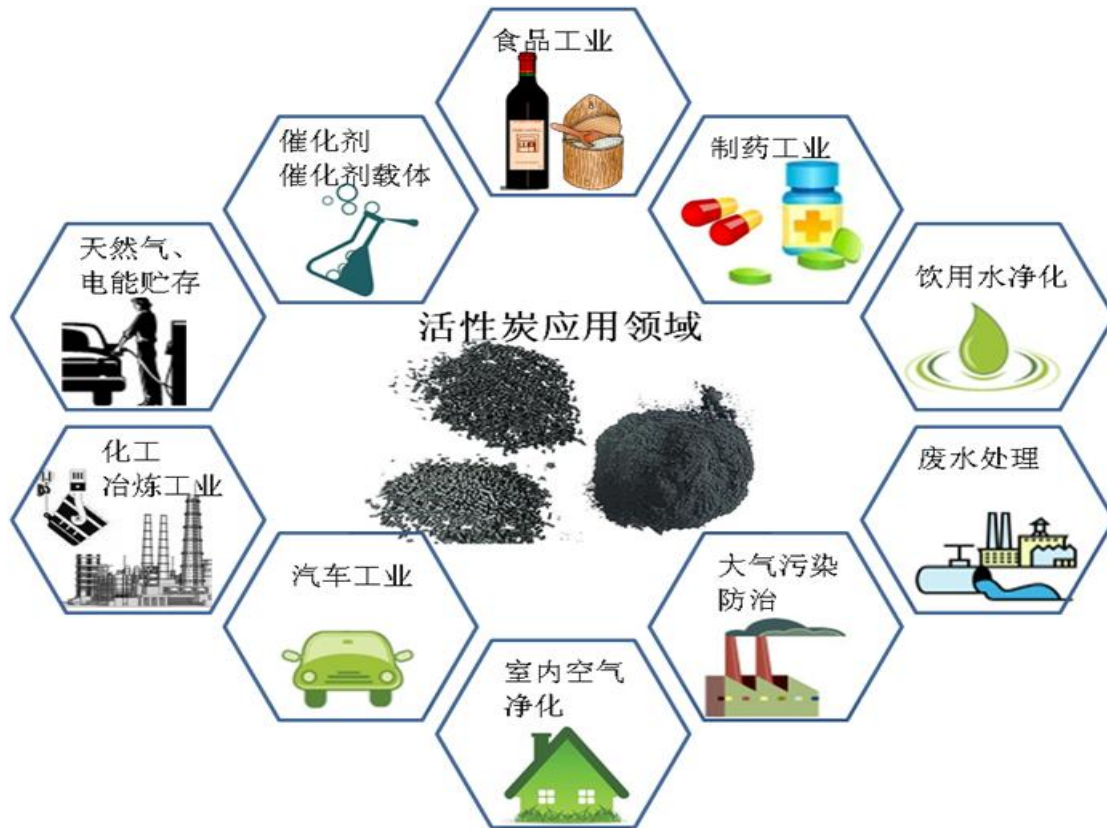 食品工业
催化剂
催化剂载体
制药工业
天然气、
电能贮存
饮用水净化
活性炭应用领域
化工
冶炼工业
废水处理
汽车工业
大气污染
防治
室内空气
净化